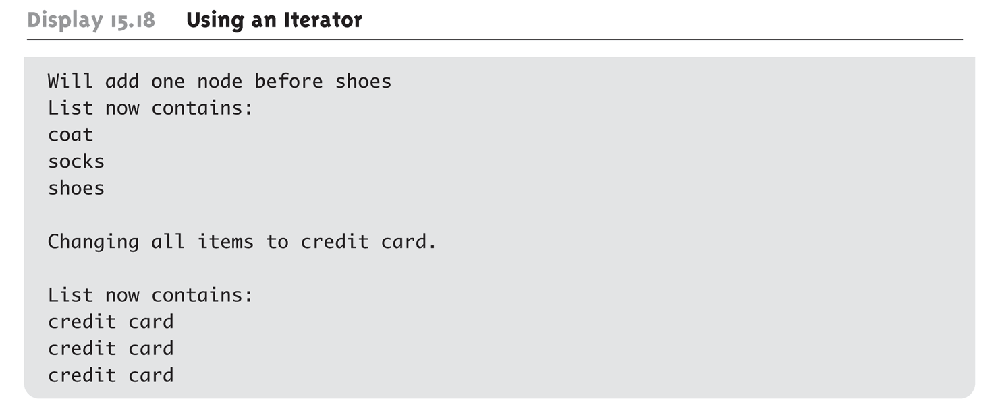 Display 15.18 Using an Iterator
Will add one node before shoes
List now contains:
coat
socks
shoes
Changing all items to credit card.
List now contains:
credit card
credit card
credit card